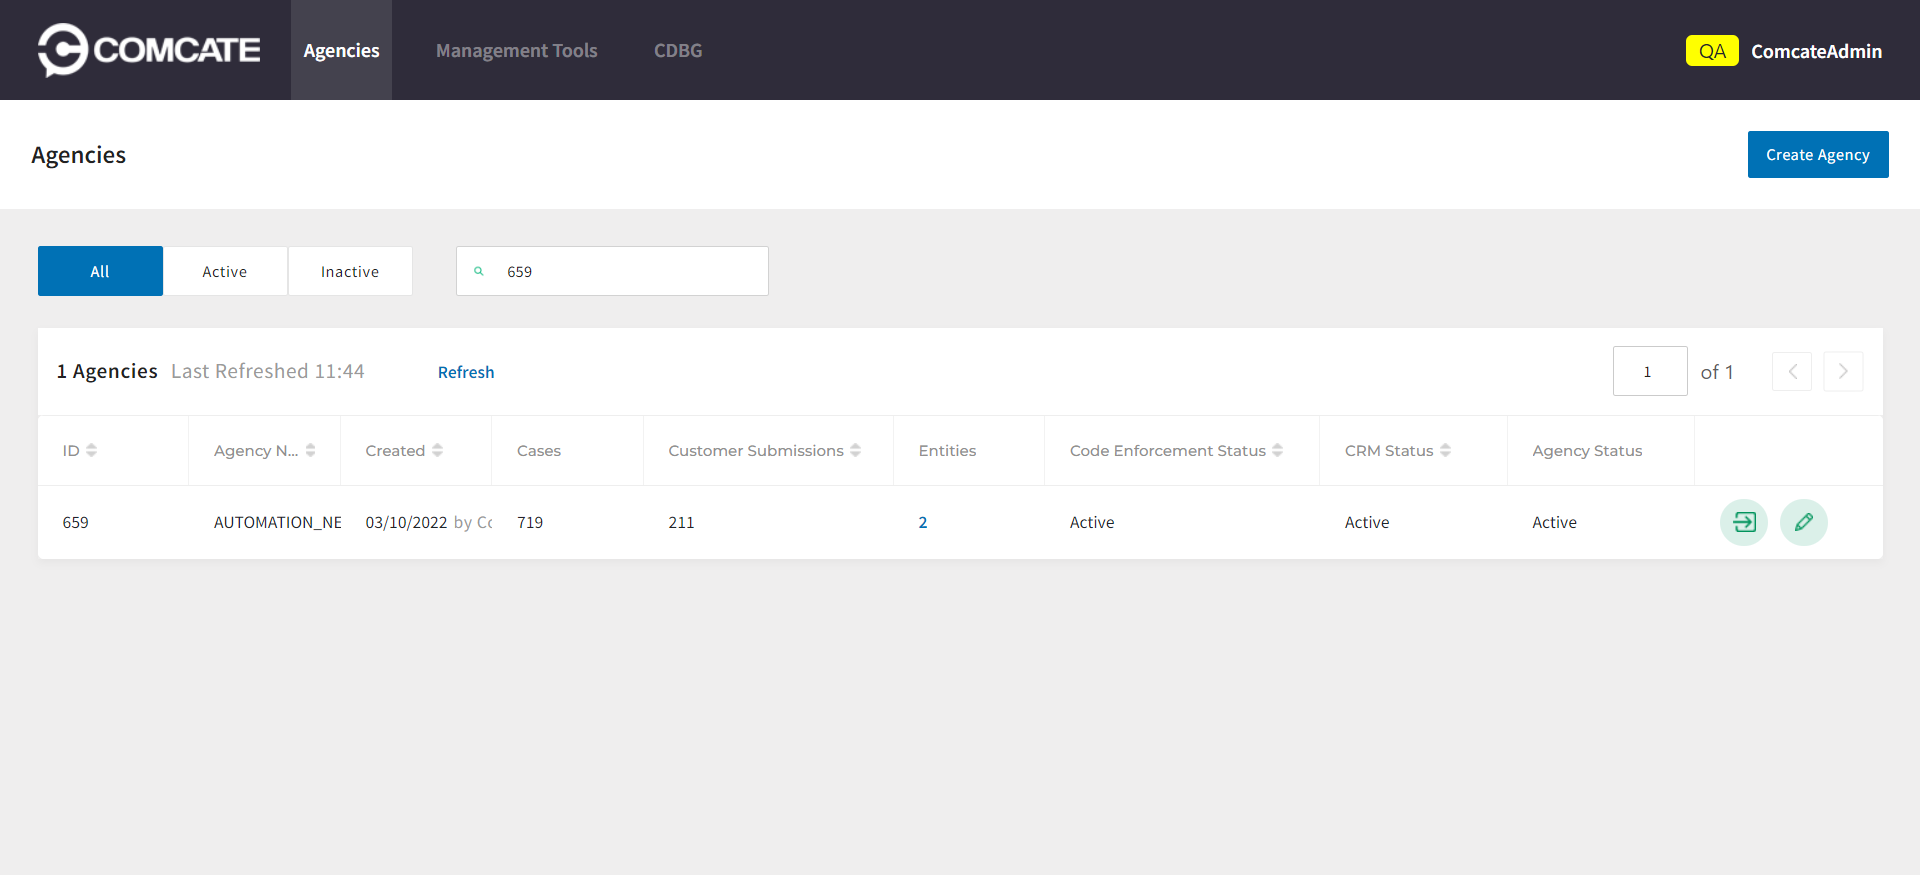 COMCATE Agencies Management Tools CDBG QA ComcateAdmin
Agencies Create Agency
All Active Inactive 659
1 Agencies Last Refreshed 11:44 Refresh 1 of 1
ID Agency N... Created Cases Customer Submissions Entities Code Enforcement Status CRM Status Agency Status
659 AUTOMATION_NE 03/10/2022 by Co 719 211 2 Active Active Active